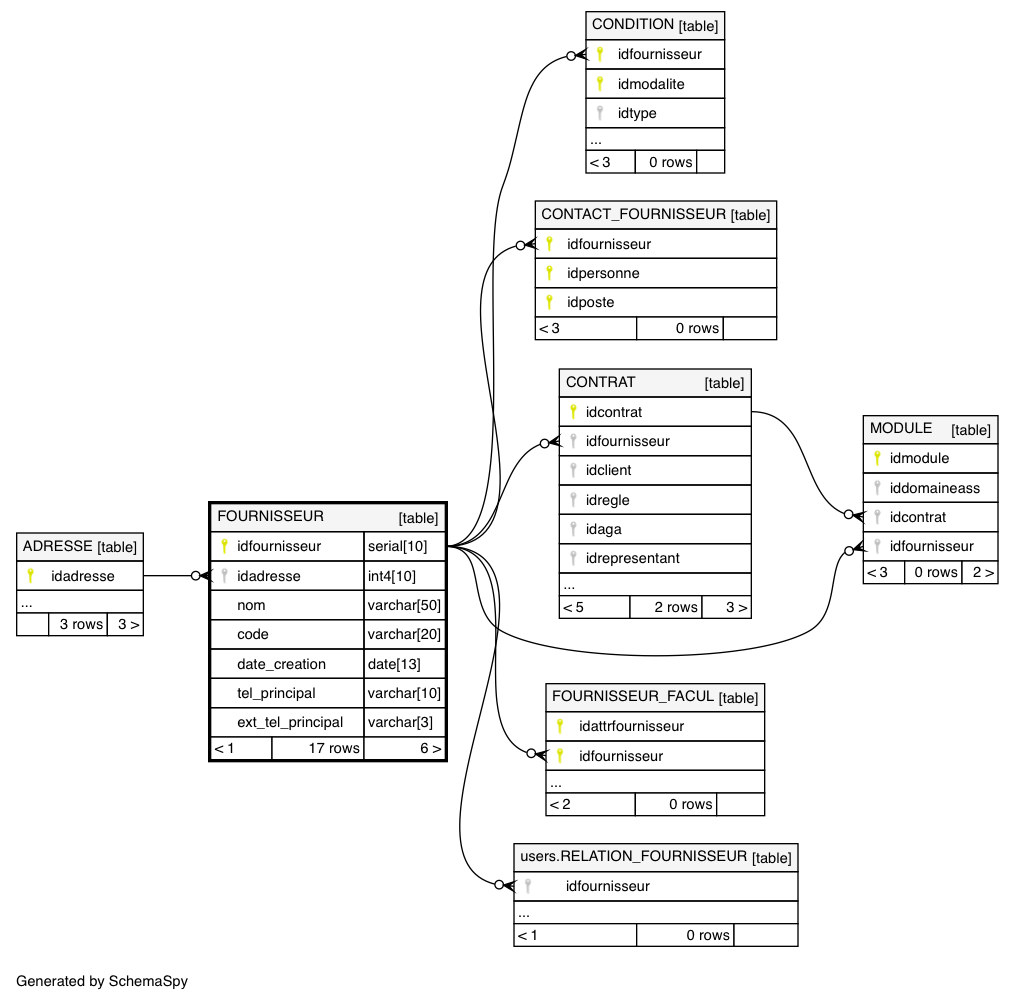 CONDITION [table]
idfournisseur
idmodalite
idtype
...
< 3 0 rows
CONTACT_FOURNISSEUR [table]
idfournisseur
idpersonne
idposte
< 3 0 rows
CONTRAT [table]
idcontrat
idfournisseur
idclient
idregle
idaga
idrepresentant
...
< 5 2 rows 3 >
MODULE [table]
idmodule
iddomaineass
idcontrat
idfournisseur
< 3 0 rows 2 >
ADRESSE [table]
idadresse
...
3 rows 3 >
FOURNISSEUR [table]
idfournisseur serial[10]
idadresse int4[10]
nom varchar[50]
code varchar[20]
date_creation date[13]
tel_principal varchar[10]
ext_tel_principal varchar[3]
< 1 17 rows 6 >
FOURNISSEUR_FACUL [table]
idattrfournisseur
idfournisseur
...
< 2 0 rows
users.RELATION_FOURNISSEUR [table]
idfournisseur
...
< 1 0 rows
Generated by SchemaSpy